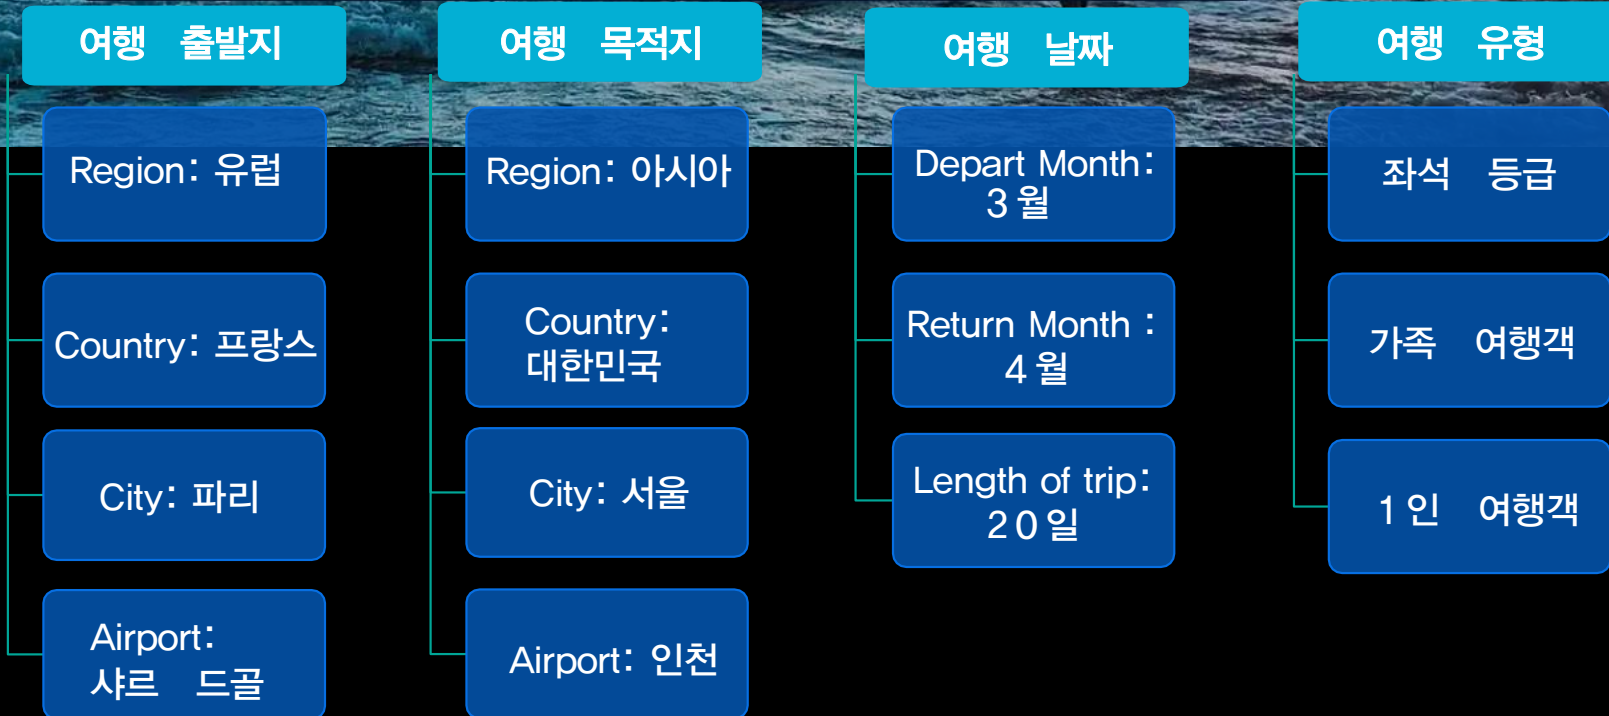 여행 출발지
Region: 유럽
Country: 프랑스
City: 파리
Airport:
샤르 드골
여행 목적지
Region: 아시아
Country:
대한민국
City: 서울
Airport: 인천
여행 날짜
Depart Month:
3월
Return Month :
4월
Length of trip:
20일
여행 유형
좌석 등급
가족 여행객
1인 여행객